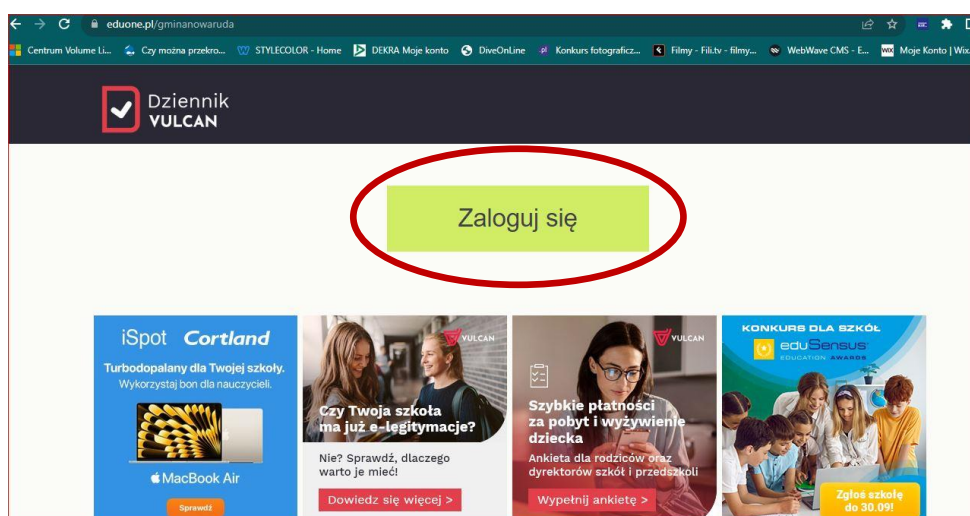 eduone.pl/gminanowaruda
Centrum Volume Li... Czy można przekro... STYLECOLOR - Home DEKRA Moje konto DiveOnLine Konkurs fotograficz... Filmy - Fili.tv - filmy... WebWave CMS - E... Moje Konto | Wix.
Dziennik
VULCAN
Zaloguj się
iSpot Cortland
Turbodopalany dla Twojej szkoły.
Wykorzystaj bon dla nauczycieli.
MacBook Air
Sprawdź
VULCAN
Czy Twoja szkoła
ma już e-legitymacje?
Nie? Sprawdź, dlaczego
warto je mieć!
Dowiedz się więcej >
VULCAN
Szybkie płatności
za pobyt i wyżywienie
dziecka
Ankieta dla rodziców oraz
dyrektorów szkół i przedszkoli
Wypełnij ankietę >
KONKURS DLA SZKÓŁ
eduSensus
EDUCATION AWARDS
Zgłoś szkołę
do 30.09!